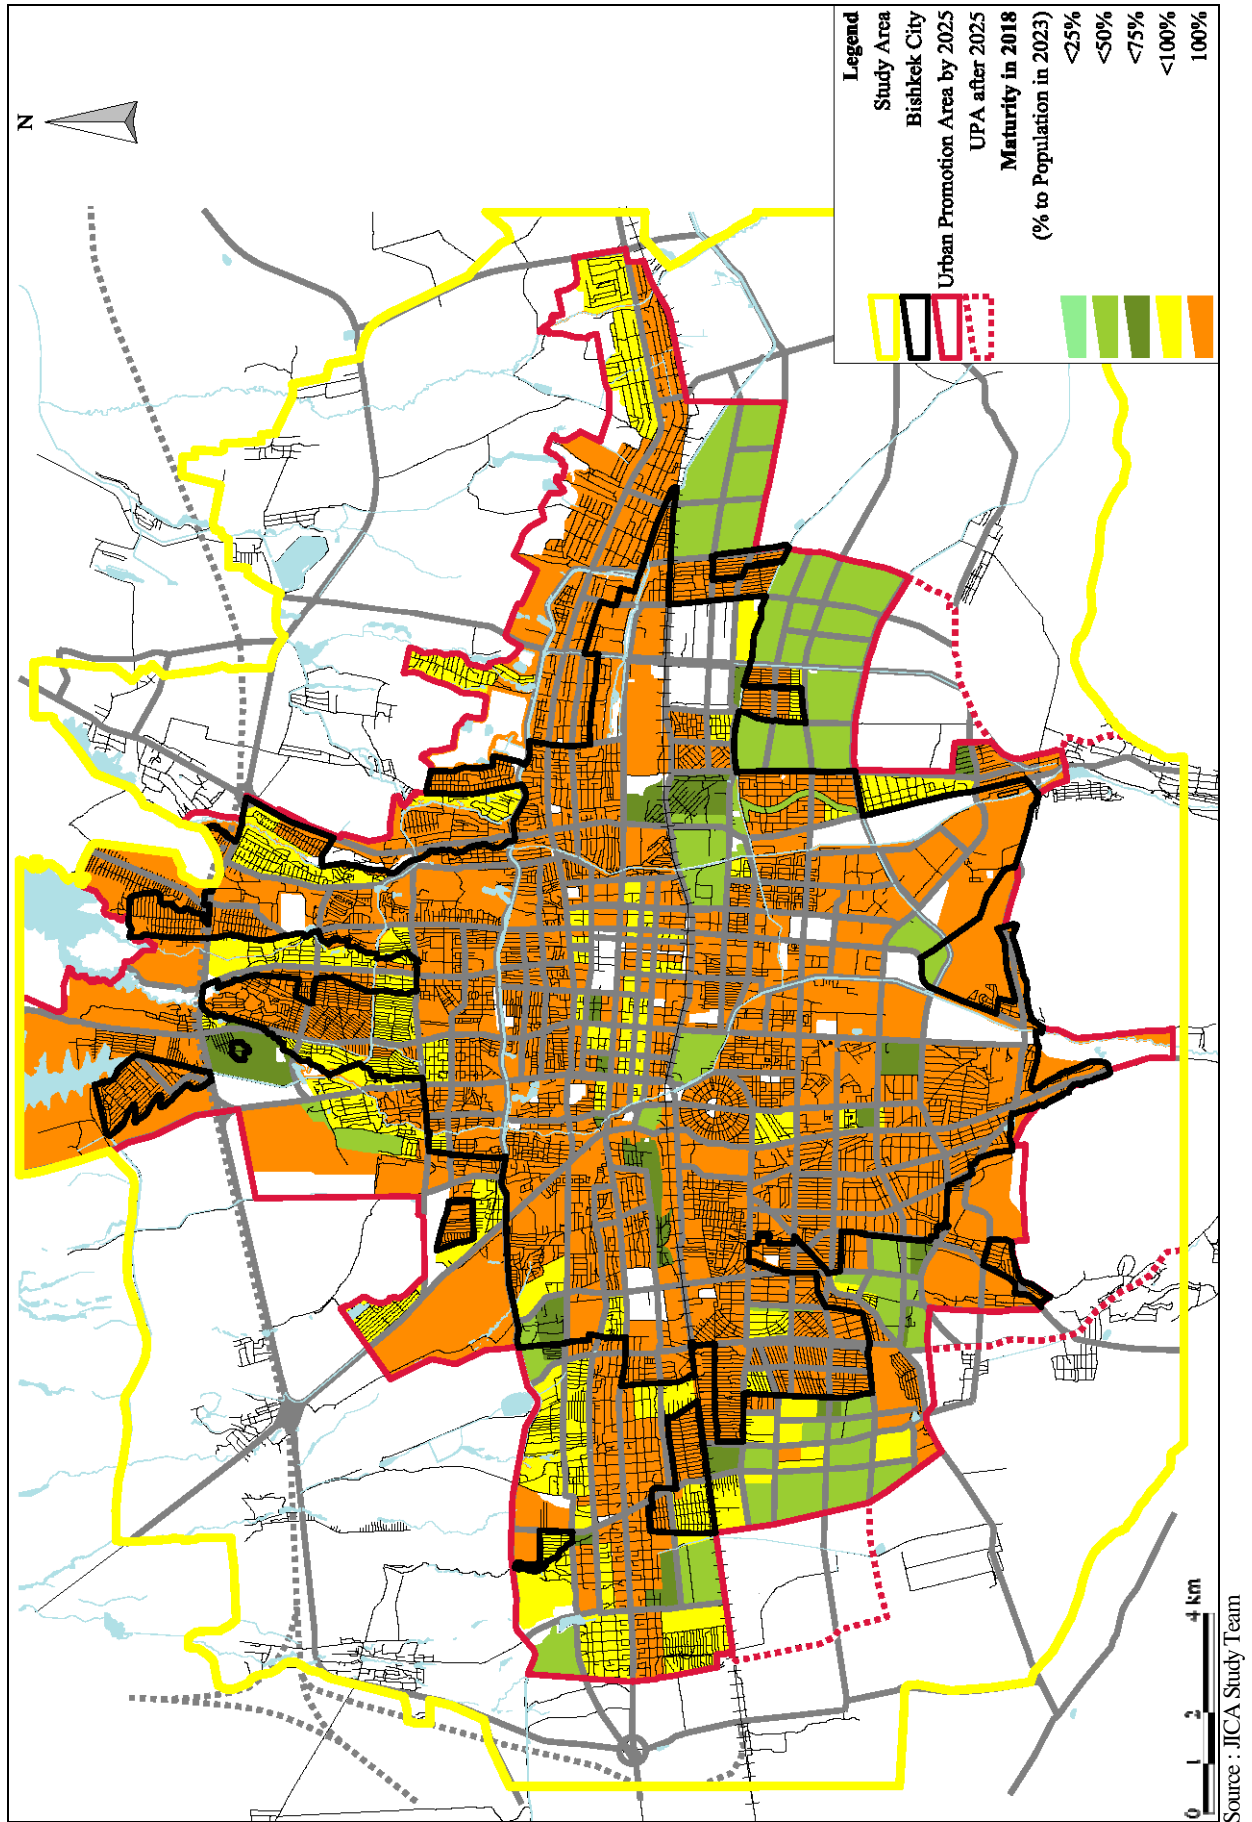 N
Legend
Study Area
Bishkek City
Urban Promotion Area by 2025
UPA after 2025
Maturity in 2018
(% to Population in 2023)
<25%
<50%
<75%
<100%
100%
0 1 2 4 km
Source : JICA Study Team